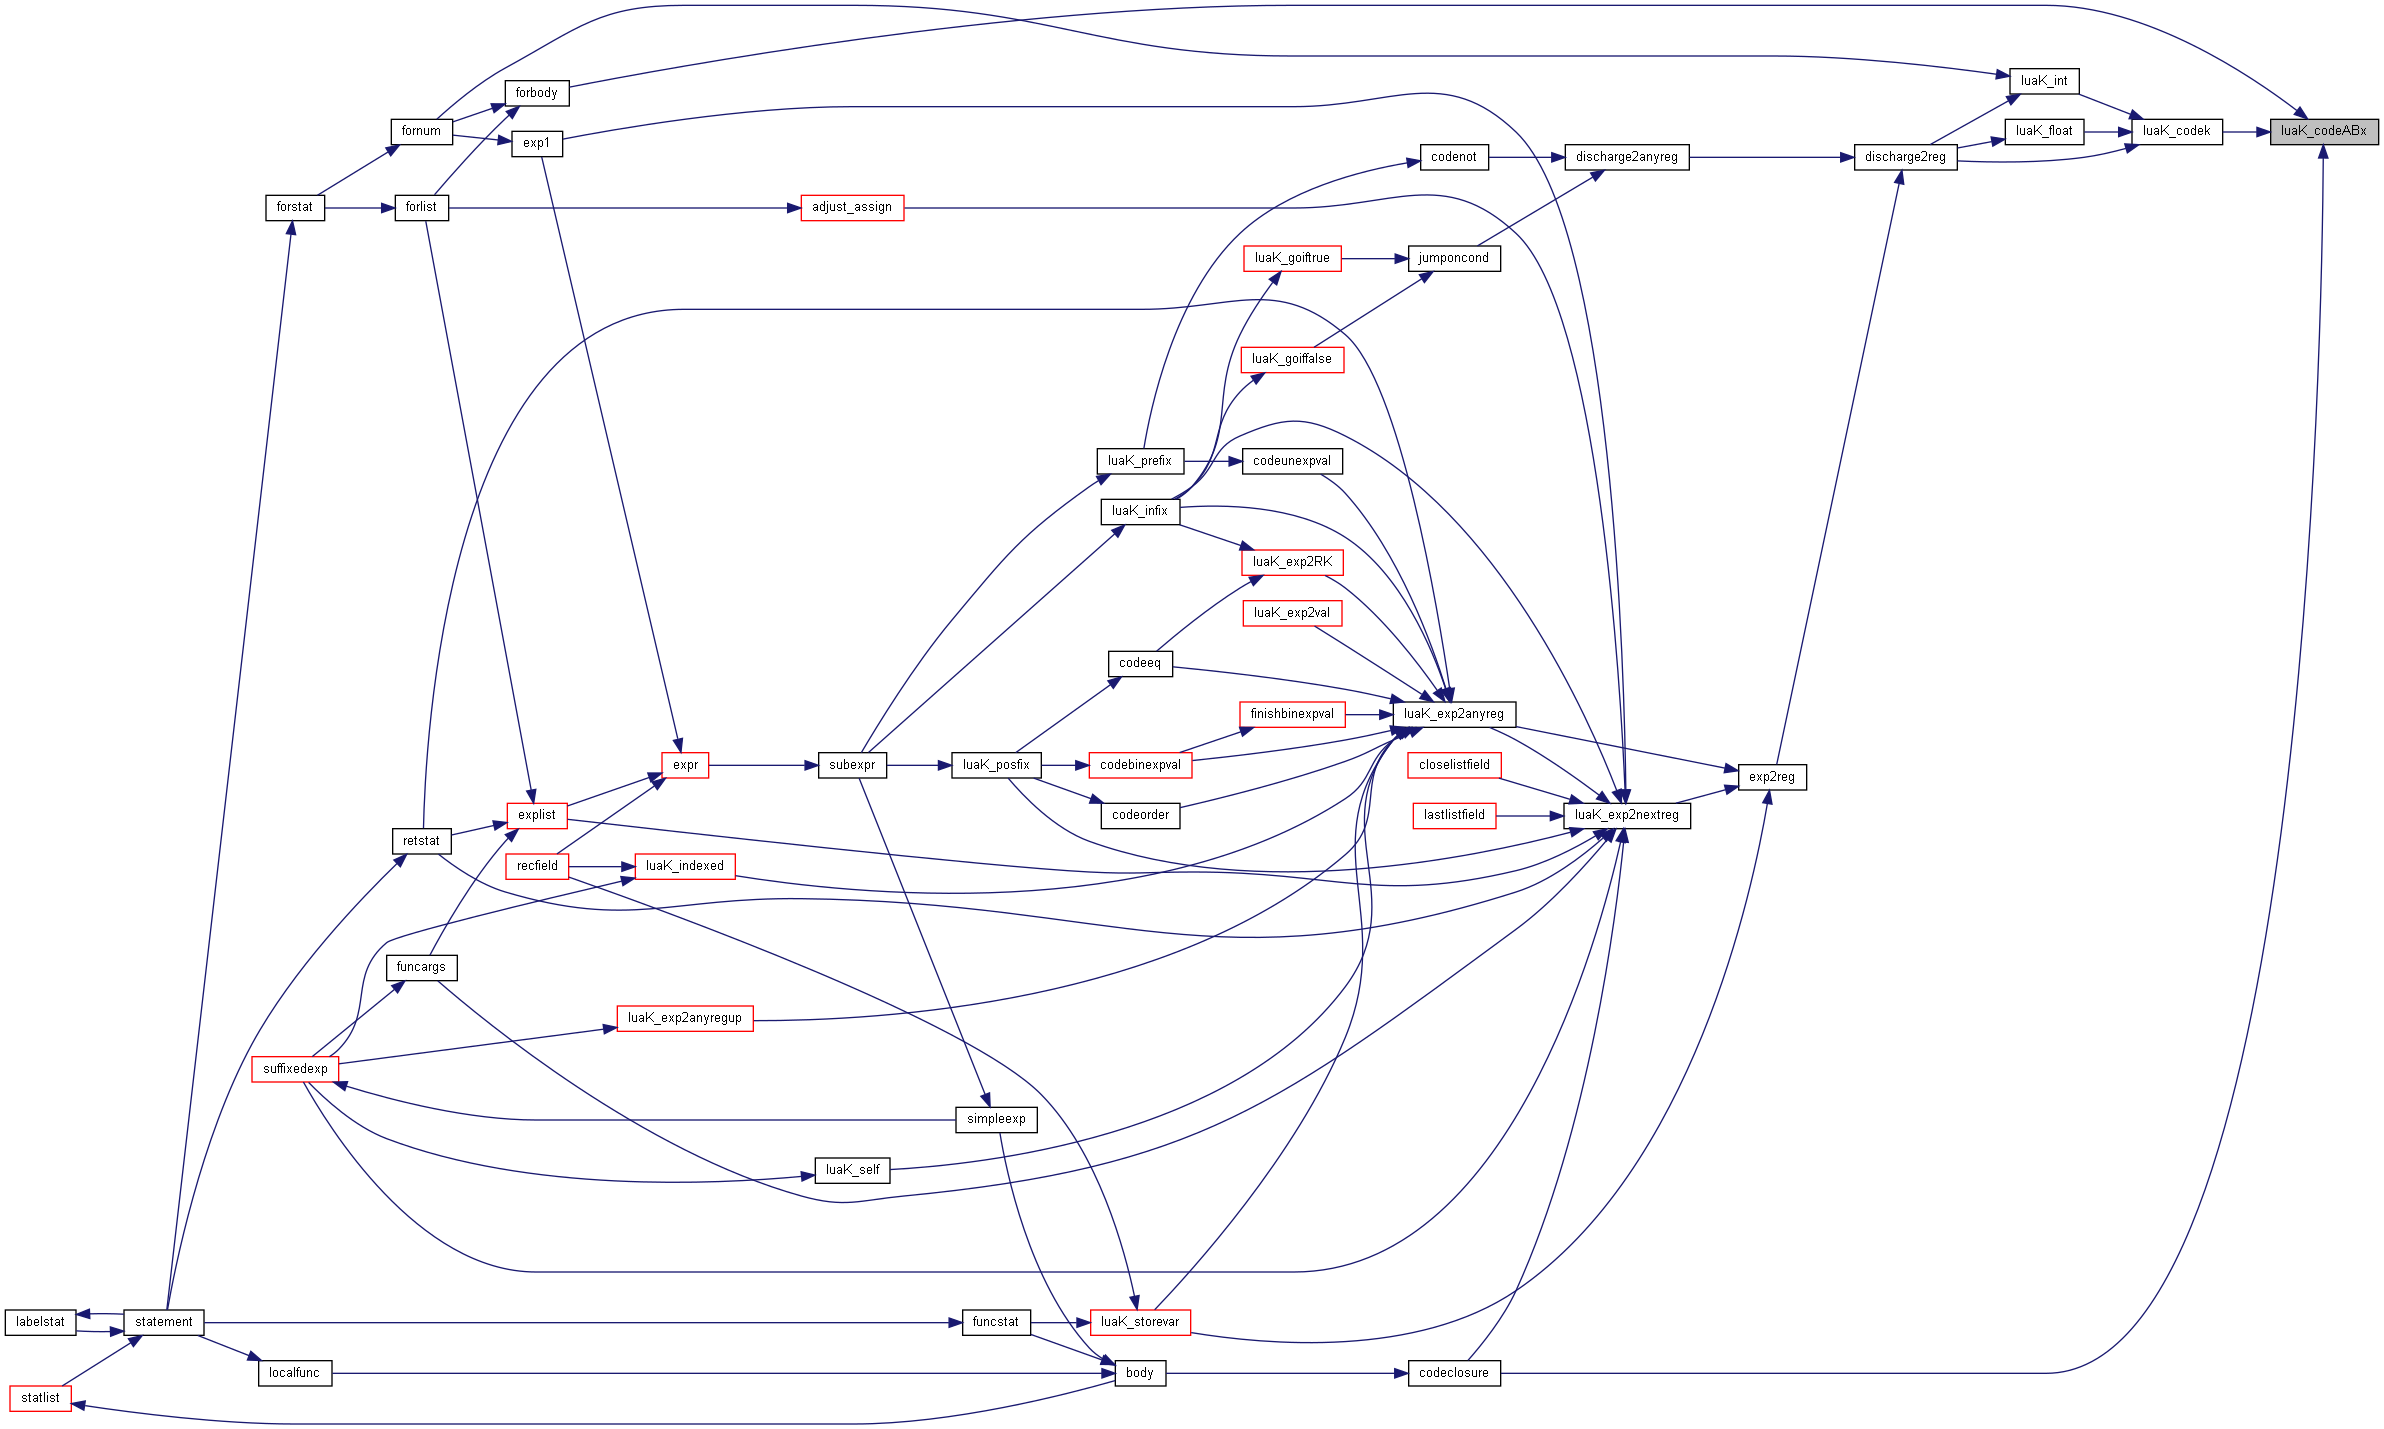 luaK_int
forbody
fornum
luaK_float
luaK_codek
luaK_codeABx
exp1
codenot
discharge2anyreg
discharge2reg
forstat
forlist
adjust_assign
luaK_goiftrue
jumponcond
luaK_goiffalse
luaK_prefix
codeunexpval
luaK_infix
luaK_exp2RK
luaK_exp2val
codeeq
finishbinexpval
luaK_exp2anyreg
expr
subexpr
luaK_posfix
codebinexpval
closelistfield
exp2reg
explist
codeorder
lastlistfield
luaK_exp2nextreg
retstat
recfield
luaK_indexed
funcargs
luaK_exp2anyregup
suffixedexp
simpleexp
luaK_self
labelstat
statement
funcstat
luaK_storevar
localfunc
body
codeclosure
statlist